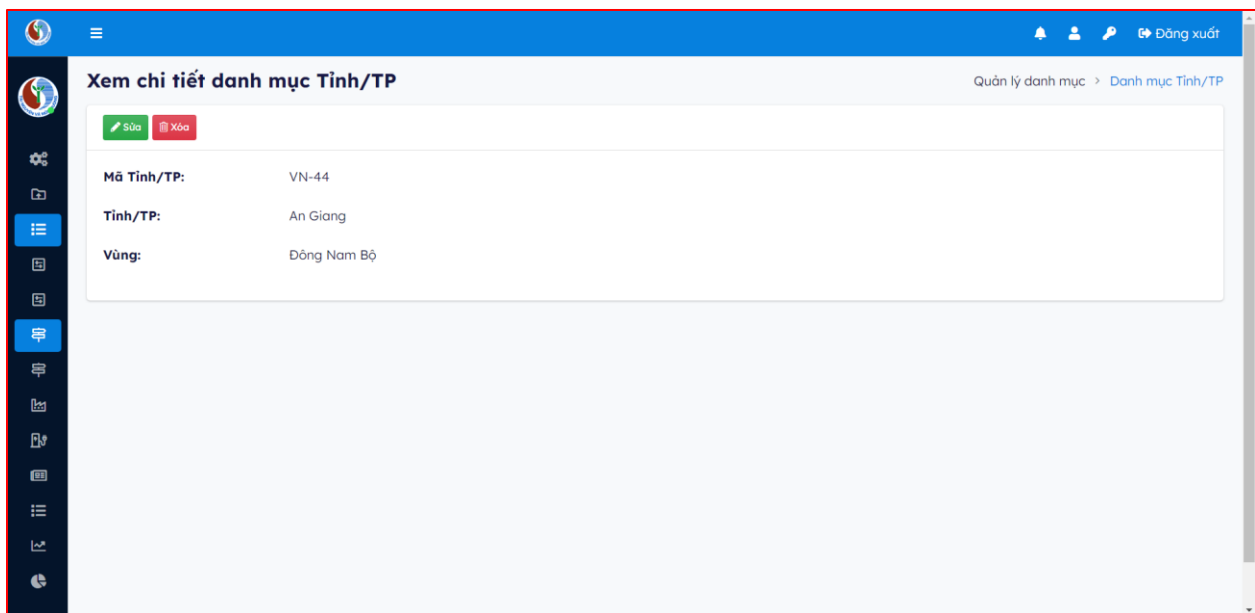 Đăng xuất
Xem chi tiết danh mục Tỉnh/TP
Quản lý danh mục > Danh mục Tỉnh/TP
Sửa Xóa
Mã Tỉnh/TP: VN-44
Tỉnh/TP: An Giang
Vùng: Đông Nam Bộ